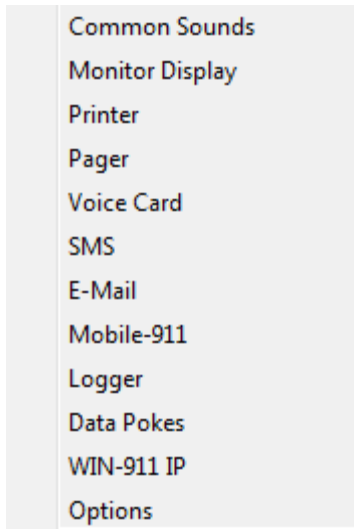 Common Sounds
Monitor Display
Printer
Pager
Voice Card
SMS
E-Mail
Mobile-911
Logger
Data Pokes
WIN-911 IP
Options